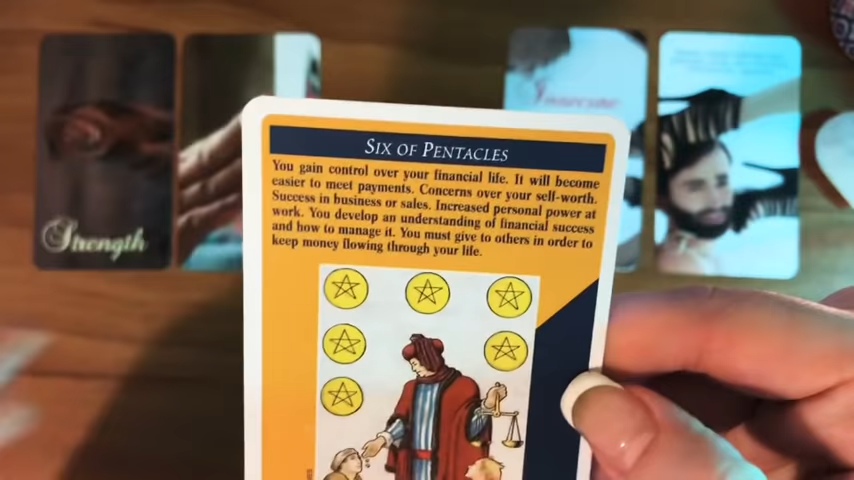 SIX OF PENTACLES
You gain control over your financial life. It will become
easier to meet payments. Concerns over your self-worth.
Success in business or sales. Increased personal power at
work. You develop an understanding of financial success
and how to manage it. You must give to others in order to
keep money flowing through your life.
Strength